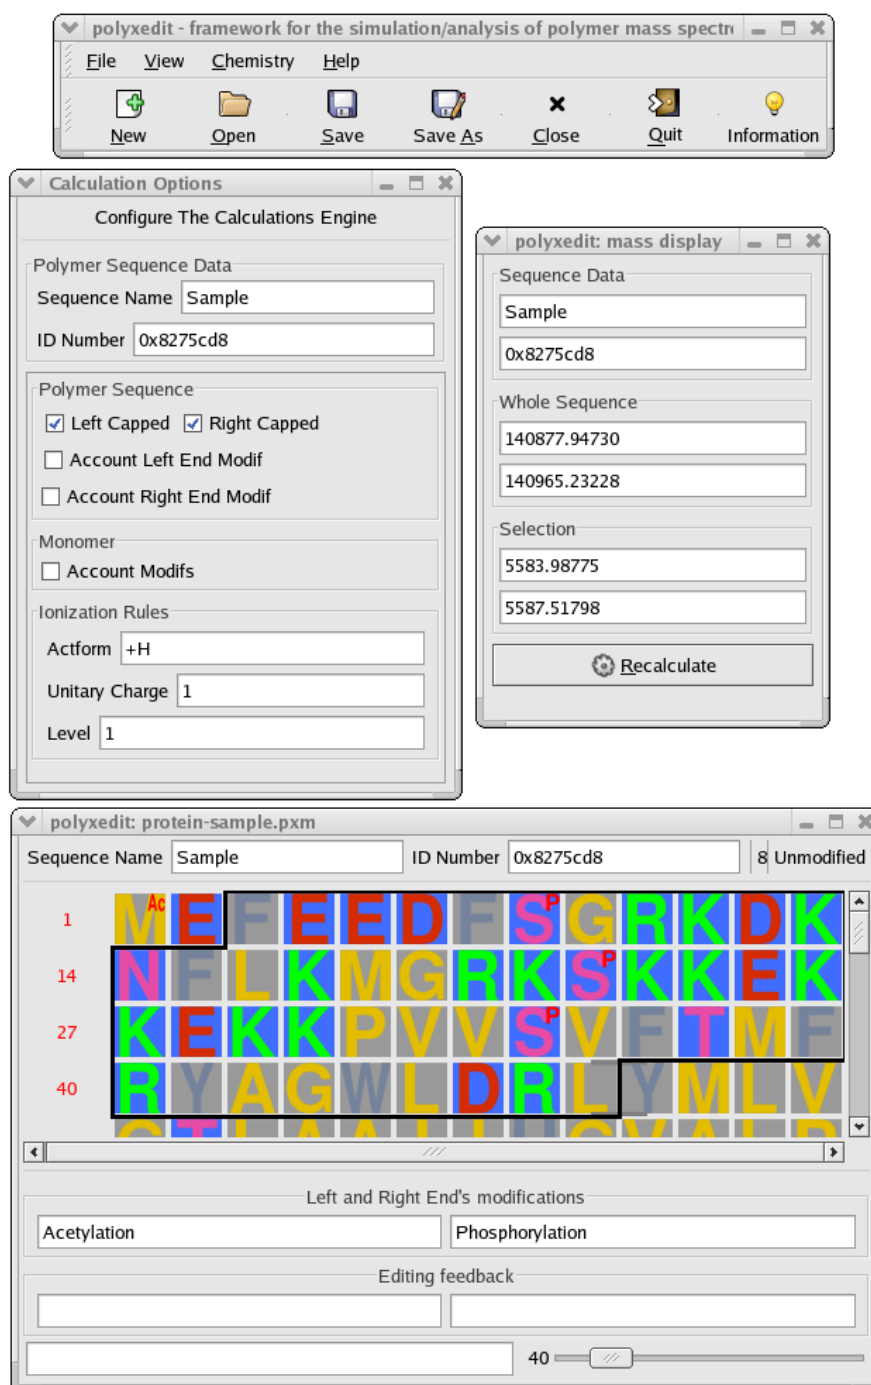 polyxedit - framework for the simulation/analysis of polymer mass spectr
File View Chemistry Help
New Open Save Save As Close Quit Information
Calculation Options
Configure The Calculations Engine
Polymer Sequence Data
Sequence Name Sample
ID Number 0x8275cd8
Polymer Sequence
Left Capped Right Capped
Account Left End Modif
Account Right End Modif
Monomer
Account Modifs
Ionization Rules
Actform +H
Unitary Charge 1
Level 1
polyxedit: mass display
Sequence Data
Sample
0x8275cd8
Whole Sequence
140877.94730
140965.23228
Selection
5583.98775
5587.51798
Recalculate
polyxedit: protein-sample.pxm
Sequence Name Sample ID Number 0x8275cd8 8 Unmodified
1 M Ac E F E E D F S P G R K D K
14 N F L K M G R K S P K K E K
27 K E K K P V V S P V F T M F
40 R Y A G W L D R L Y M L V
Left and Right End's modifications
Acetylation Phosphorylation
Editing feedback
40